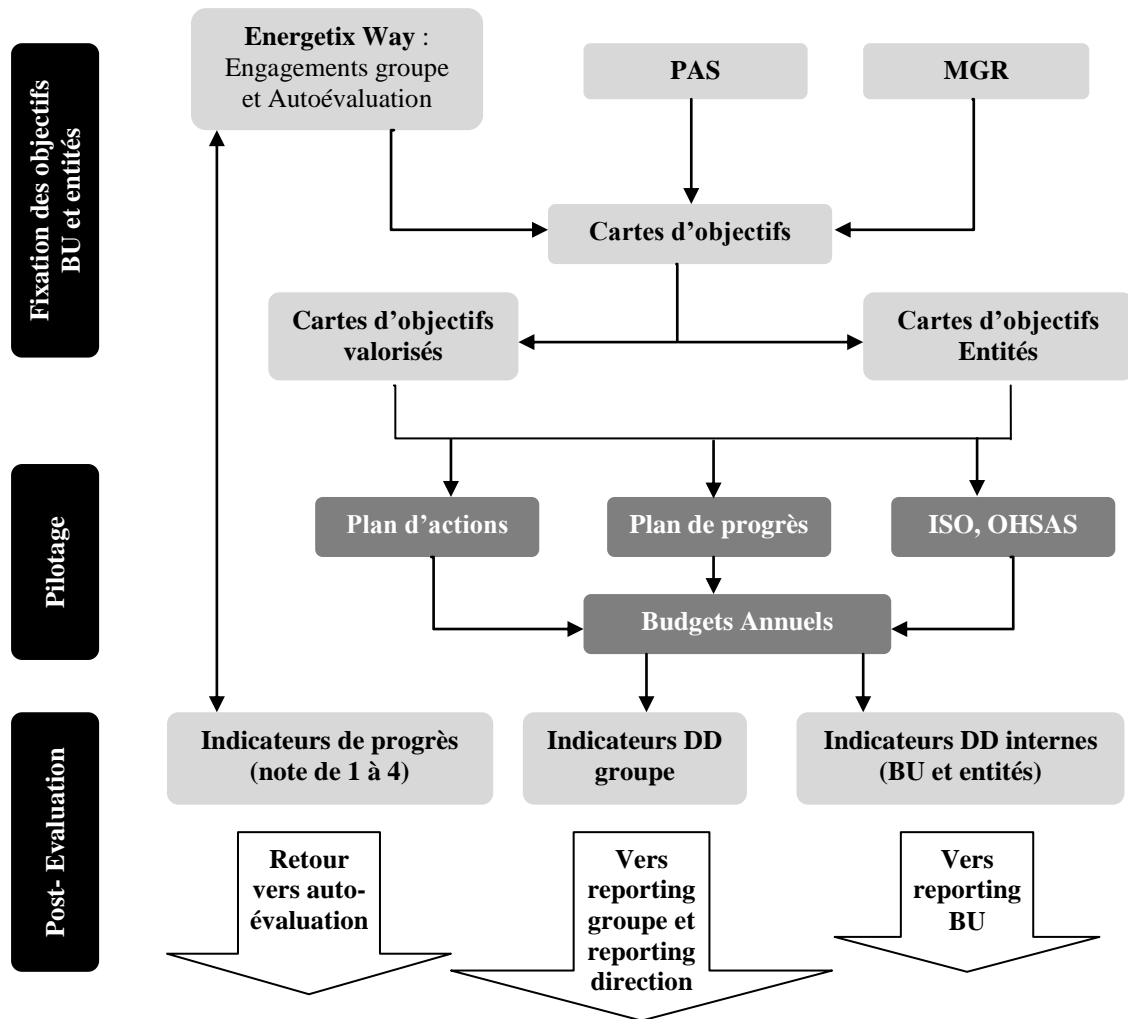 Fixation des objectifs
BU et entités
Energetix Way :
Engagements groupe
et Autoévaluation
PAS
MGR
Cartes d’objectifs
Cartes d’objectifs
valorisés
Cartes d’objectifs
Entités
Pilotage
Plan d’actions
Plan de progrès
ISO, OHSAS
Budgets Annuels
Post- Evaluation
Indicateurs de progrès
(note de 1 à 4)
Indicateurs DD
groupe
Indicateurs DD internes
(BU et entités)
Retour
vers auto-
évaluation
Vers
reporting
groupe et
reporting
direction
Vers
reporting
BU